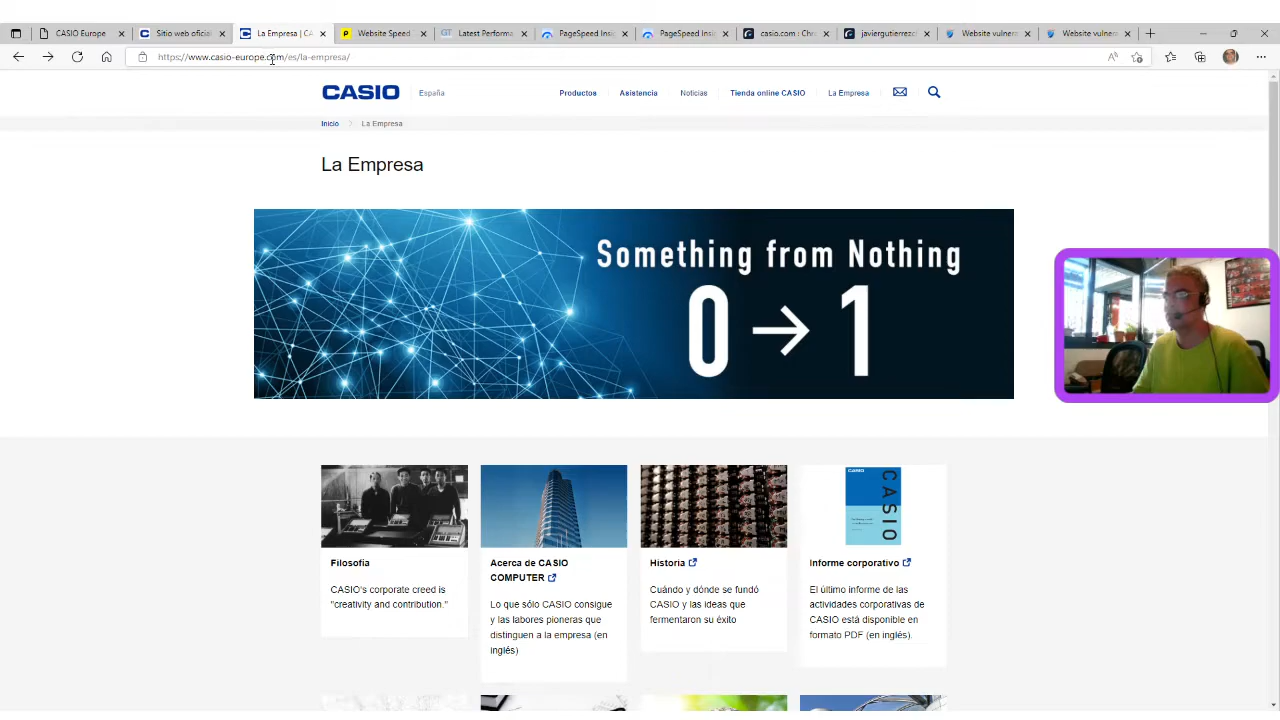 CASIO Europe
Sitio web oficial
La Empresa | CA
Website Speed
Latest Performa
PageSpeed Insi
PageSpeed Insi
casio.com : Chr
javiergutierrezc
Website vulner
Website vulner
https://www.casio-europe.com/es/la-empresa/
CASIO
España
Productos
Asistencia
Noticias
Tienda online CASIO
La Empresa
Inicio
La Empresa
La Empresa
Something from Nothing
0 → 1
CASIO
Filosofía
CASIO's corporate creed is
"creativity and contribution."
Acerca de CASIO
COMPUTER
Lo que sólo CASIO consigue
y las labores pioneras que
distinguen a la empresa (en
inglés)
Historia
Cuándo y dónde se fundó
CASIO y las ideas que
fermentaron su éxito
Informe corporativo
El último informe de las
actividades corporativas de
CASIO está disponible en
formato PDF (en inglés).